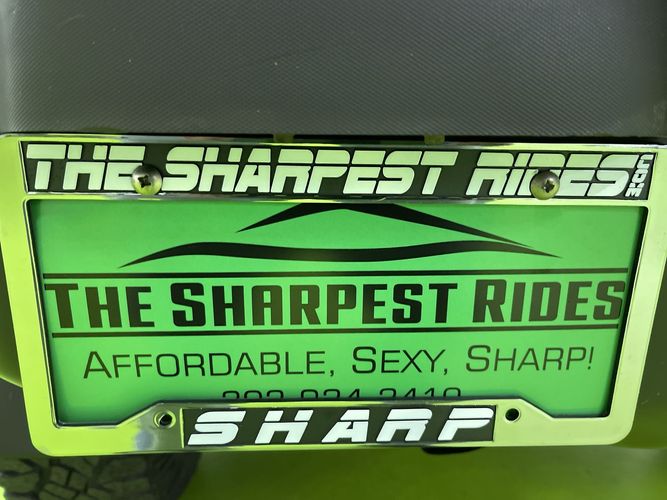 THE SHARPEST RIDES.COM
THE SHARPEST RIDES
AFFORDABLE, SEXY, SHARP!
SHARP